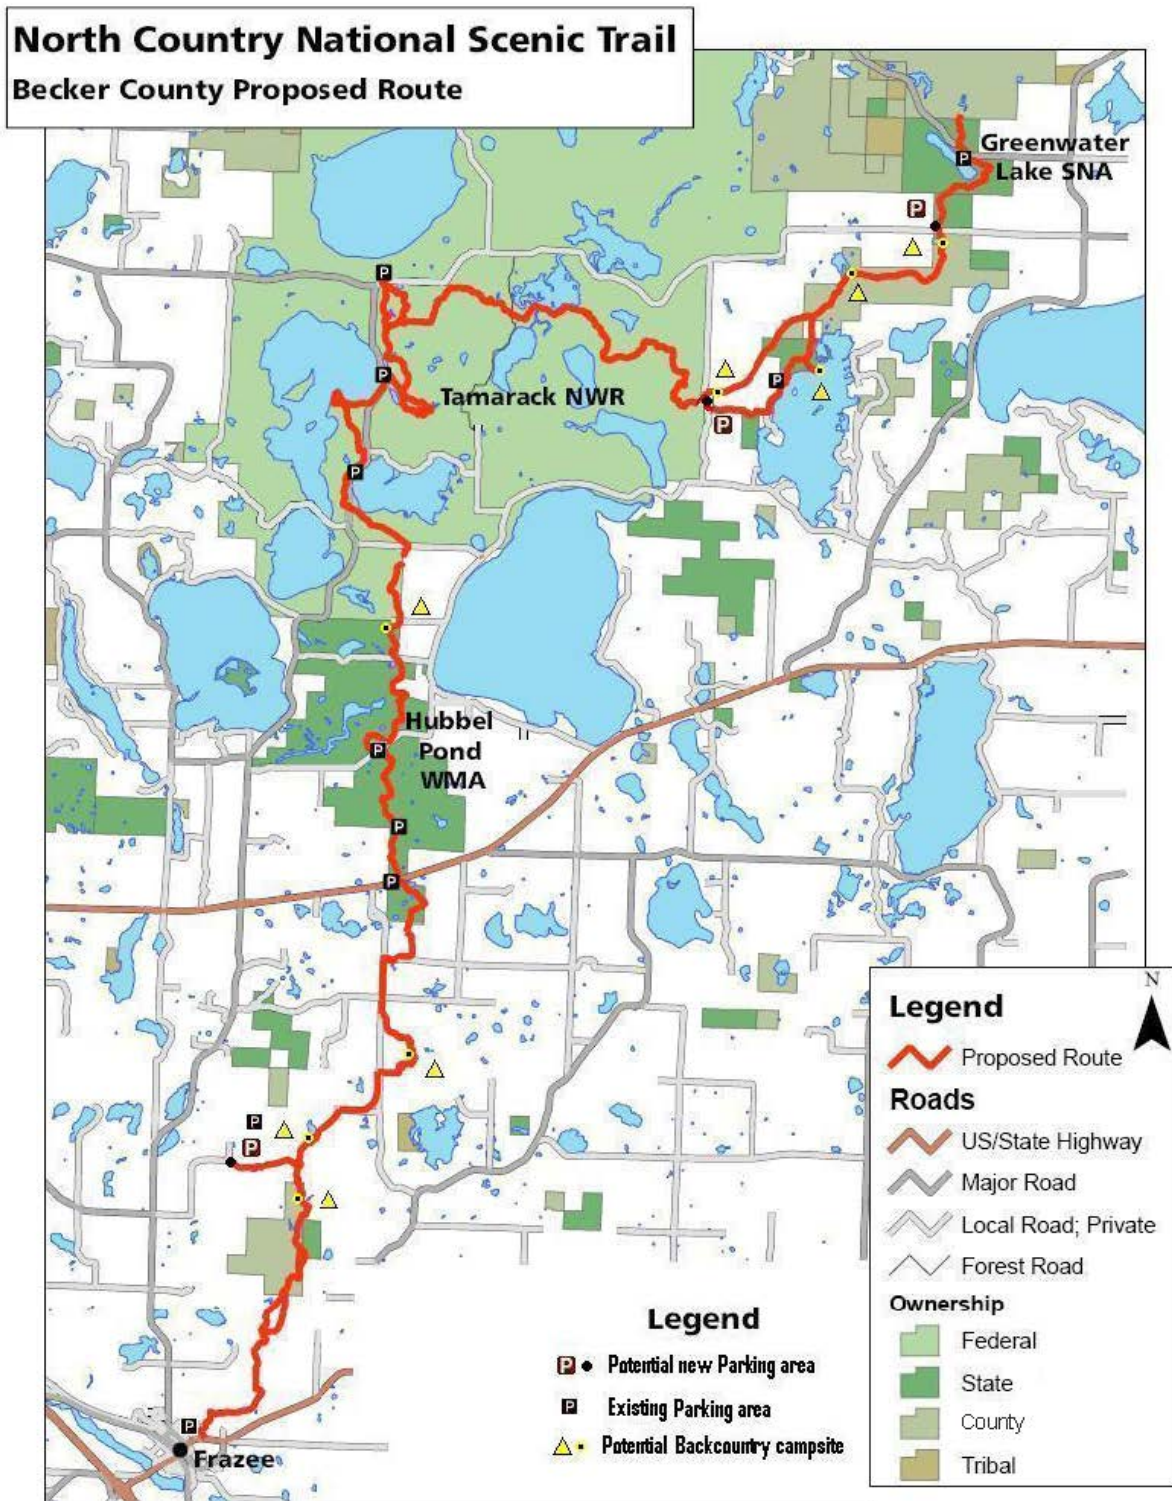 North Country National Scenic Trail
Becker County Proposed Route
Greenwater
Lake SNA
P
P
P
P
Tamarack NWR
P
P
P
Hubbel
Pond
WMA
P
P
P
P
P
Frazee
P
N
Legend
Proposed Route
Roads
US/State Highway
Major Road
Local Road; Private
Forest Road
Ownership
Federal
State
County
Tribal
Legend
P Potential new Parking area
P Existing Parking area
Potential Backcountry campsite